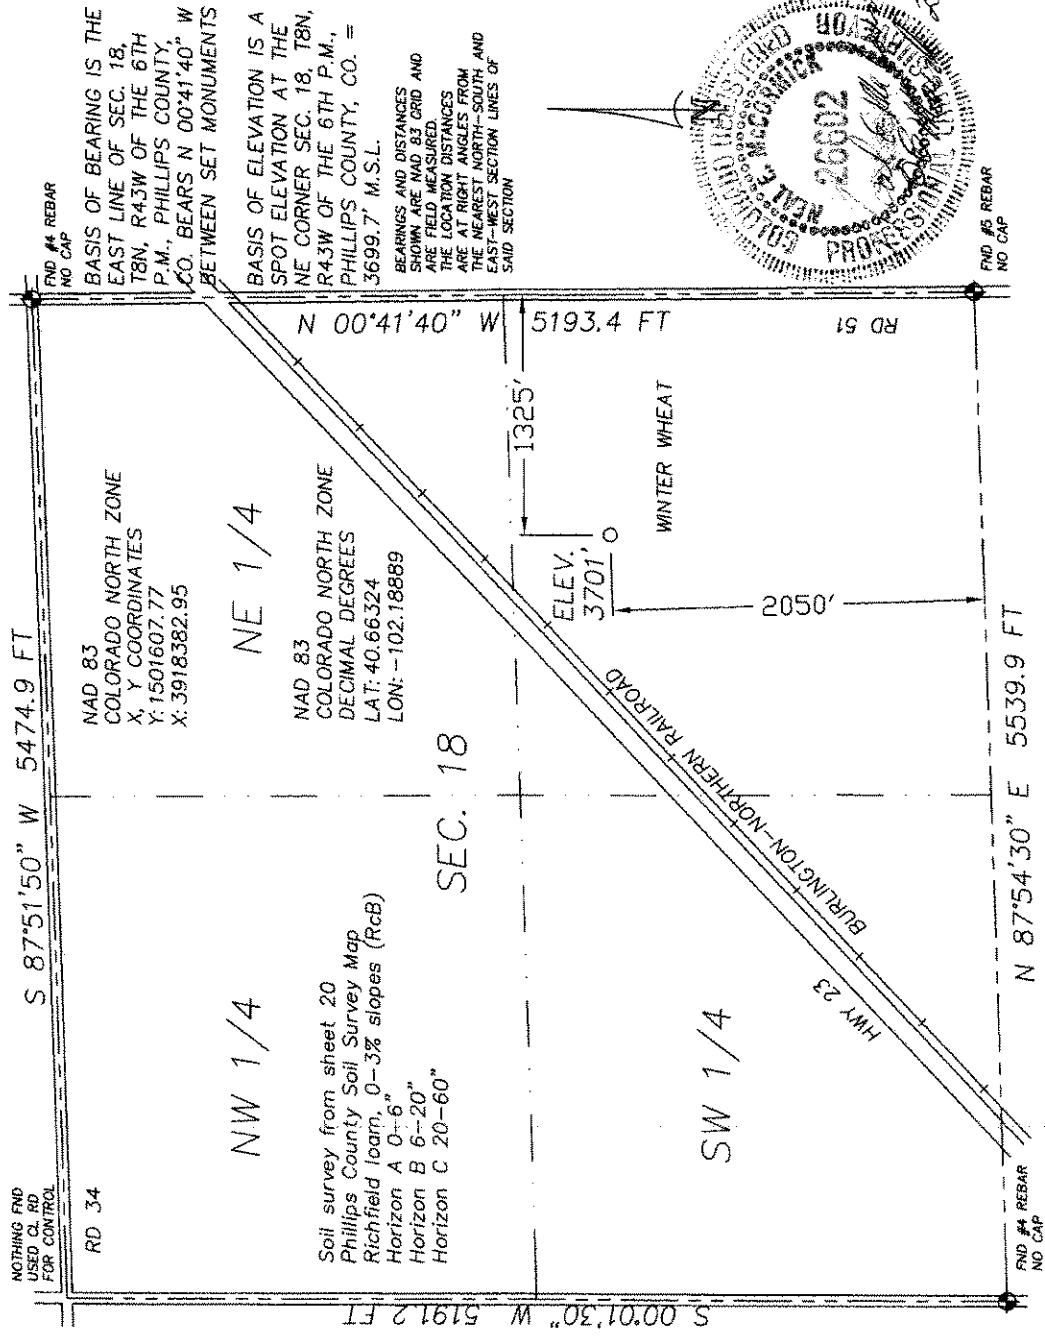 S 87°51'50" W 5474.9 FT
NOTHING FND
USED CL RD
FOR CONTROL
RD 34
FND #4 REBAR
NO CAP
BASIS OF BEARING IS THE
EAST LINE OF SEC. 18,
T8N, R43W OF THE 6TH
P.M., PHILLIPS COUNTY,
CO. BEARS N 00°41'40" W
BETWEEN SET MONUMENTS
BASIS OF ELEVATION IS A
SPOT ELEVATION AT THE
NE CORNER SEC. 18, T8N,
R43W OF THE 6TH P.M.,
PHILLIPS COUNTY, CO. =
3699.7' M.S.L.
BEARINGS AND DISTANCES
SHOWN ARE NAD 83 GRID AND
ARE FIELD MEASURED.
THE LOCATION DISTANCES
ARE AT RIGHT ANGLES FROM
THE NEAREST NORTH-SOUTH AND
EAST-WEST SECTION LINES OF
SAID SECTION
N
COLORADO REGISTERED
NEAL E. McCORMICK
26602
PROFESSIONAL LAND SURVEYOR
NAD 83
COLORADO NORTH ZONE
X, Y COORDINATES
Y: 1501607.77
X: 3918382.95
NE 1/4
NAD 83
COLORADO NORTH ZONE
DECIMAL DEGREES
LAT: 40.66324
LON: -102.18889
NW 1/4
Soil survey from sheet 20
Phillips County Soil Survey Map
Richfield loam, 0-3% slopes (RcB)
Horizon A 0-6"
Horizon B 6-20"
Horizon C 20-60"
SEC. 18
N 00°41'40" W 5193.4 FT
1325'
ELEV.
3701'
WINTER WHEAT
2050'
RD 51
SW 1/4
BURLINGTON-NORTHERN RAILROAD
HWY 23
S 00°01'30" W 5191.2 FT
FND #4 REBAR
NO CAP
N 87°54'30" E 5539.9 FT
FND #5 REBAR
NO CAP